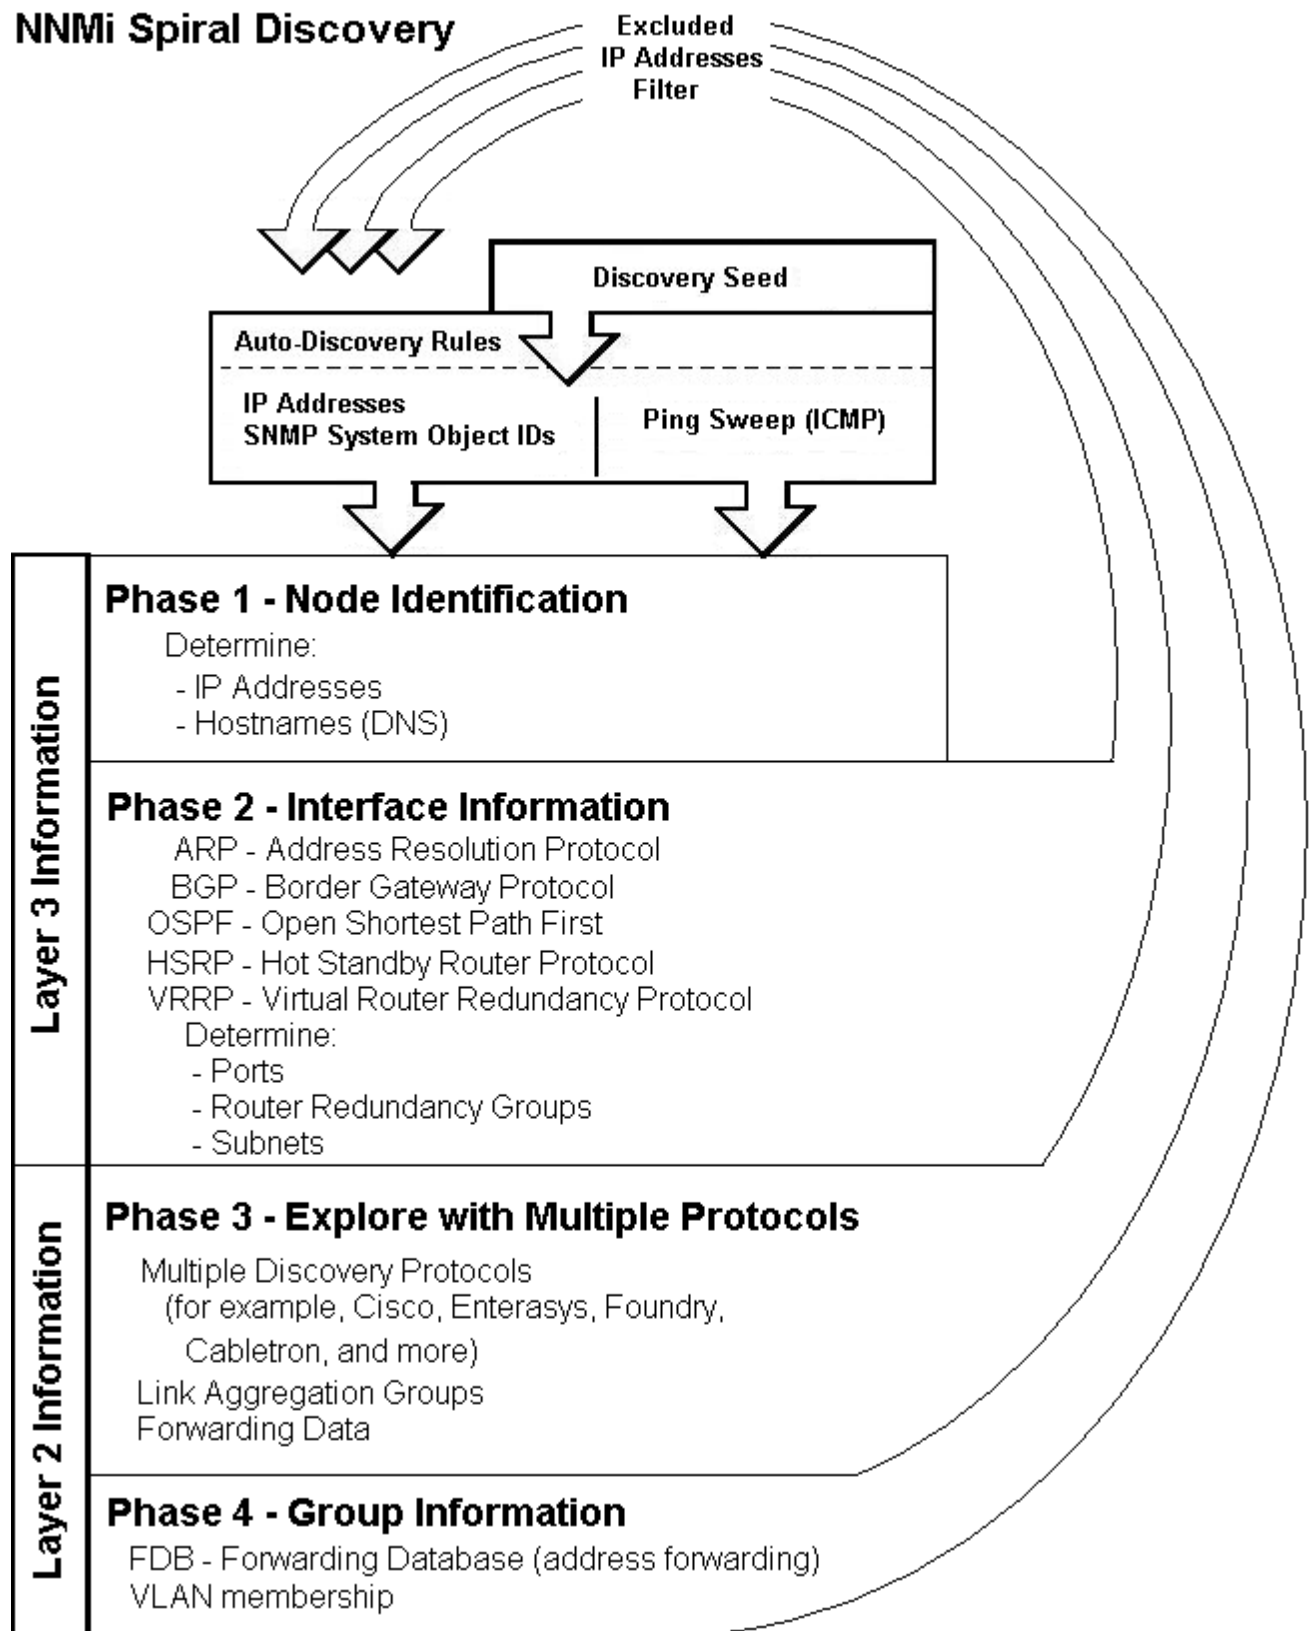 NNMi Spiral Discovery
Excluded
IP Addresses
Filter
Discovery Seed
Auto-Discovery Rules
IP Addresses
SNMP System Object IDs
Ping Sweep (ICMP)
Layer 3 Information
Phase 1 - Node Identification
Determine:
- IP Addresses
- Hostnames (DNS)
Phase 2 - Interface Information
ARP - Address Resolution Protocol
BGP - Border Gateway Protocol
OSPF - Open Shortest Path First
HSRP - Hot Standby Router Protocol
VRRP - Virtual Router Redundancy Protocol
Determine:
- Ports
- Router Redundancy Groups
- Subnets
Layer 2 Information
Phase 3 - Explore with Multiple Protocols
Multiple Discovery Protocols
(for example, Cisco, Enterasys, Foundry,
Cabletron, and more)
Link Aggregation Groups
Forwarding Data
Phase 4 - Group Information
FDB - Forwarding Database (address forwarding)
VLAN membership